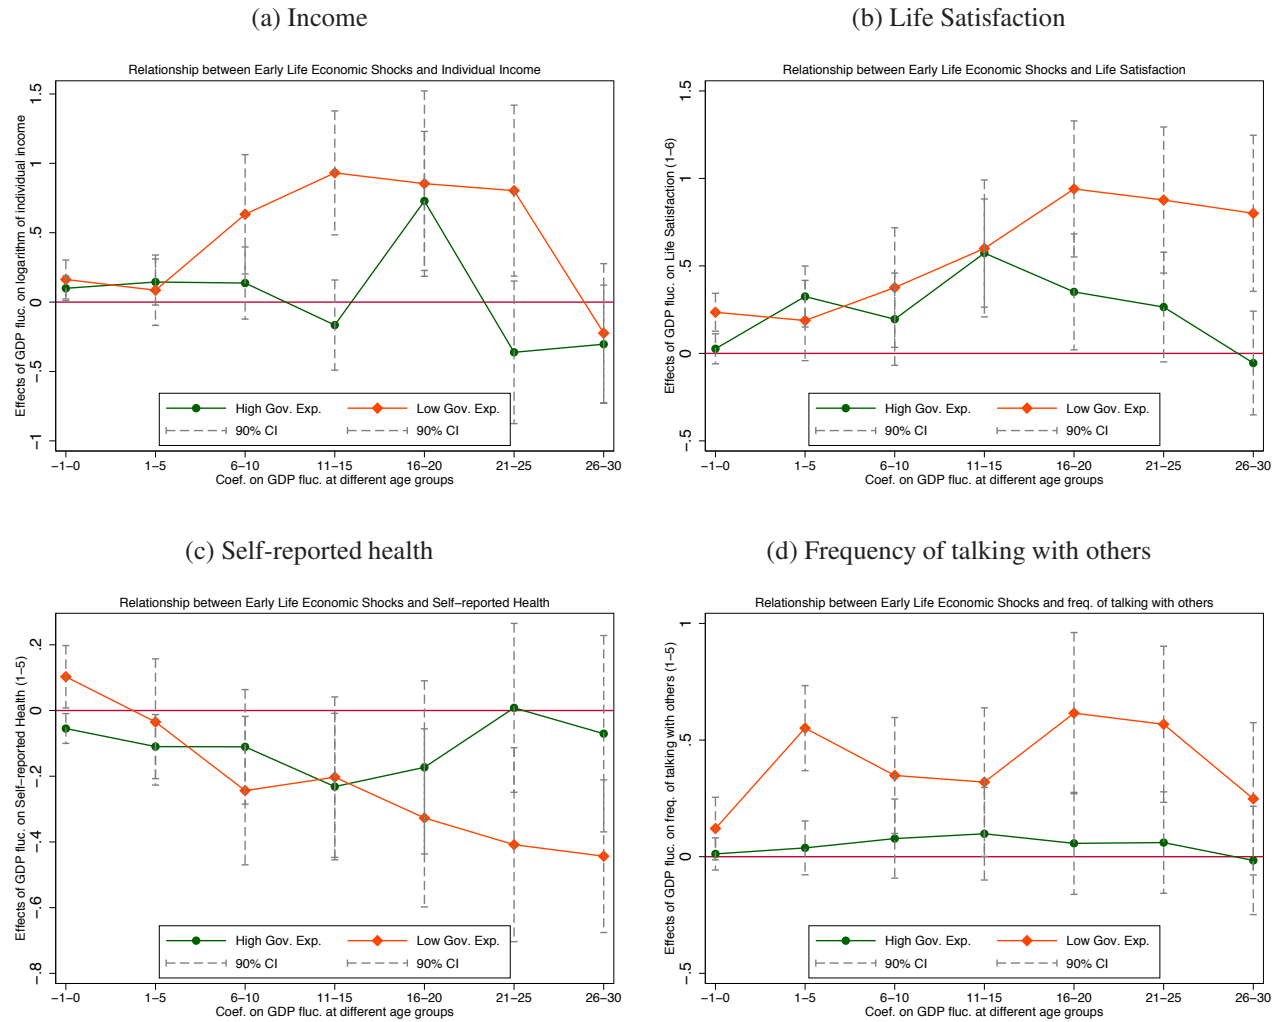 (a) Income
Relationship between Early Life Economic Shocks and Individual Income
Effects of GDP fluc. on logarithm of individual income
1.5
1
.5
0
−.5
−1
High Gov. Exp.
Low Gov. Exp.
90% CI
90% CI
−1−0
1−5
6−10
11−15
16−20
21−25
26−30
Coef. on GDP fluc. at different age groups
(b) Life Satisfaction
Relationship between Early Life Economic Shocks and Life Satisfaction
Effects of GDP fluc. on Life Satisfaction (1−6)
1.5
1
.5
0
−.5
High Gov. Exp.
Low Gov. Exp.
90% CI
90% CI
−1−0
1−5
6−10
11−15
16−20
21−25
26−30
Coef. on GDP fluc. at different age groups
(c) Self-reported health
Relationship between Early Life Economic Shocks and Self−reported Health
Effects of GDP fluc. on Self−reported Health (1−5)
.2
0
−.2
−.4
−.6
−.8
High Gov. Exp.
Low Gov. Exp.
90% CI
90% CI
−1−0
1−5
6−10
11−15
16−20
21−25
26−30
Coef. on GDP fluc. at different age groups
(d) Frequency of talking with others
Relationship between Early Life Economic Shocks and freq. of talking with others
Effects of GDP fluc. on freq. of talking with others (1−5)
1
.5
0
−.5
High Gov. Exp.
Low Gov. Exp.
90% CI
90% CI
−1−0
1−5
6−10
11−15
16−20
21−25
26−30
Coef. on GDP fluc. at different age groups